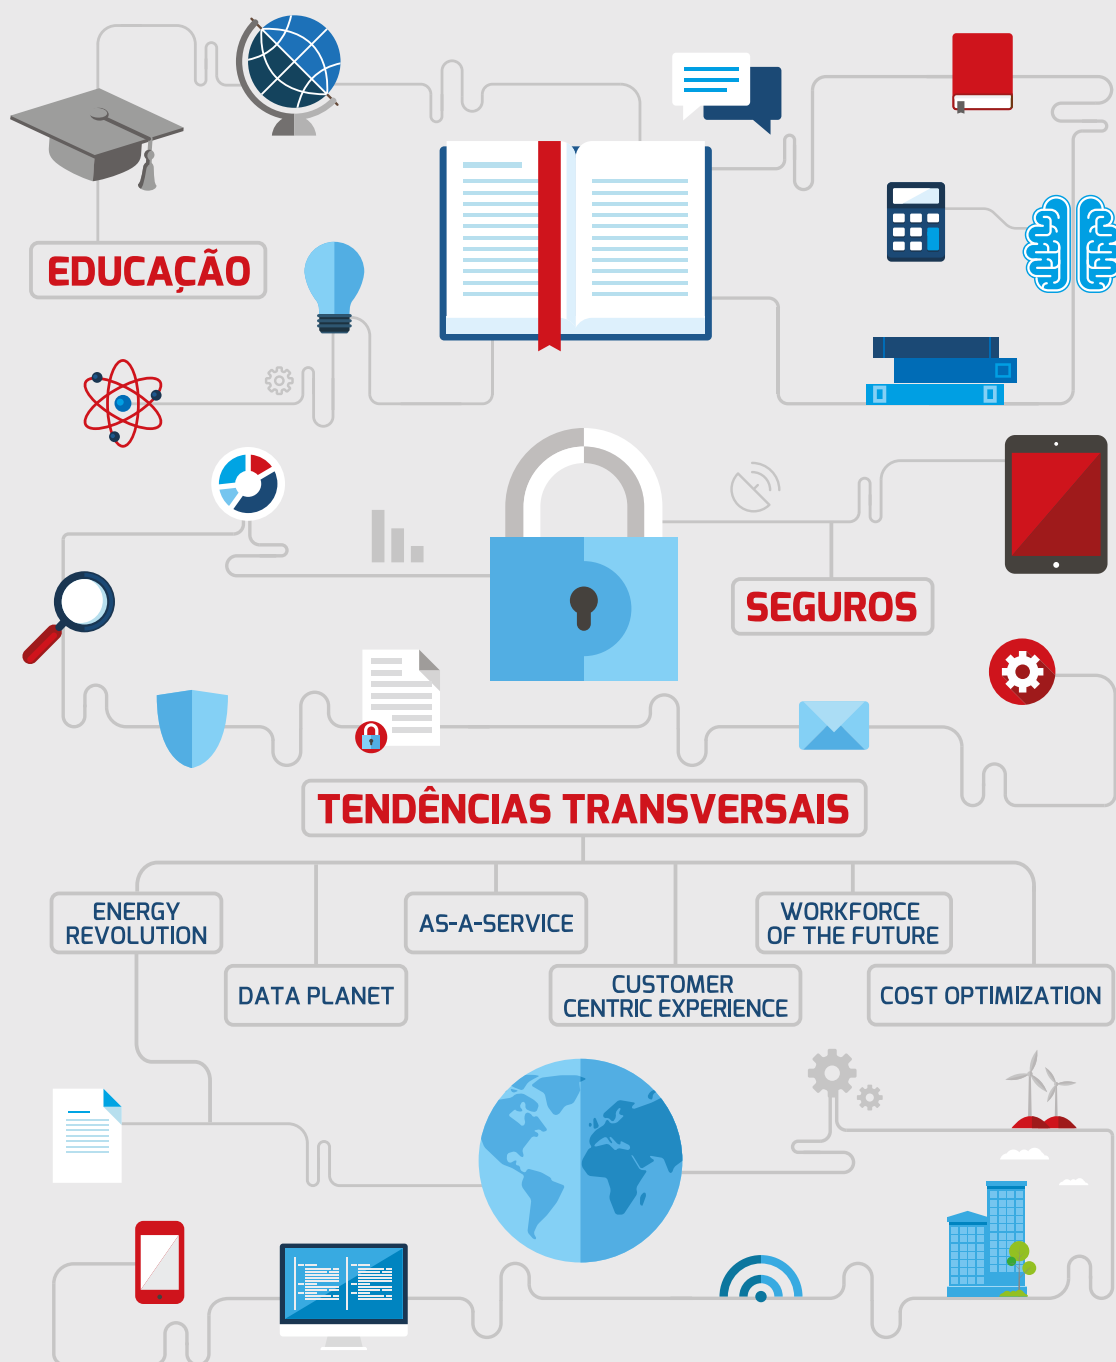 EDUCAÇÃO
SEGUROS
TENDÊNCIAS TRANSVERSAIS
ENERGY
REVOLUTION
AS-A-SERVICE
WORKFORCE
OF THE FUTURE
DATA PLANET
CUSTOMER
CENTRIC EXPERIENCE
COST OPTIMIZATION